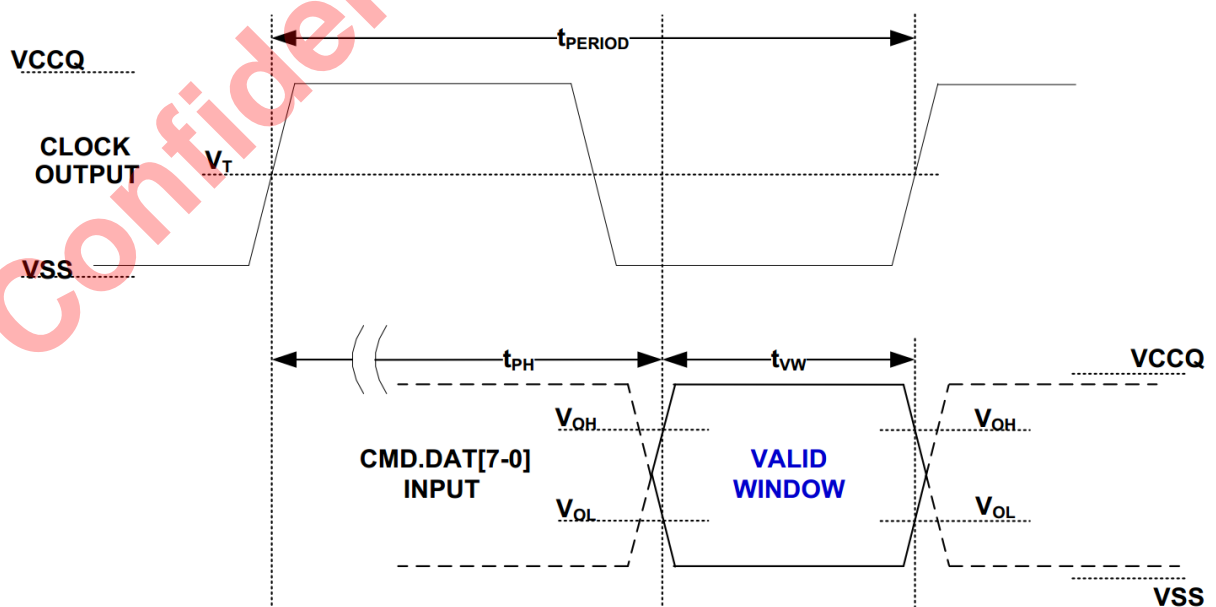 Confiden
tPERIOD
VCCQ
CLOCK
OUTPUT
VT
VSS
tPH
tVW
VCCQ
VOH
VOH
CMD.DAT[7-0]
INPUT
VALID
WINDOW
VOL
VOL
VSS